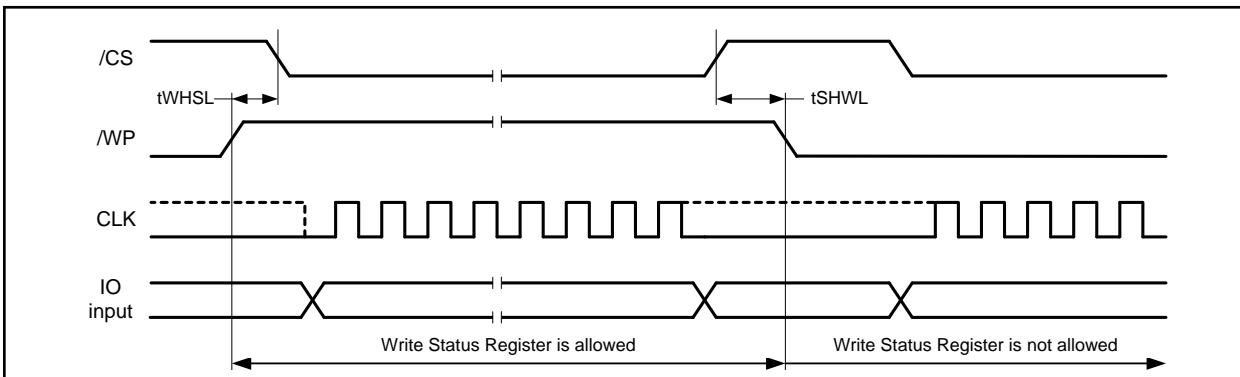 /CS
tWHSL
tSHWL
/WP
CLK
IO
input
Write Status Register is allowed
Write Status Register is not allowed